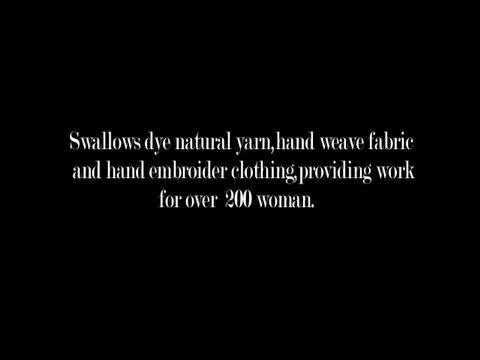 Swallows dye natural yarn,hand weave fabric
and hand embroider clothing,providing work
for over 200 woman.